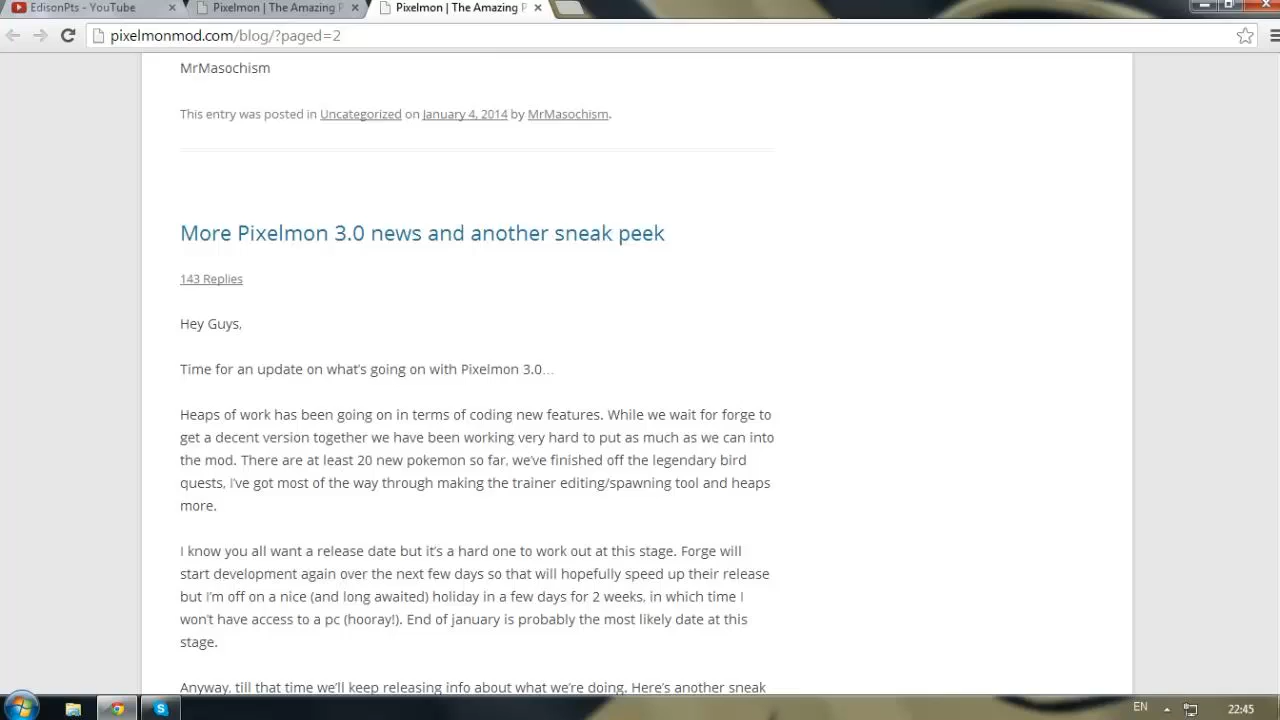 EdisonPts - YouTube
Pixelmon | The Amazing P
Pixelmon | The Amazing P
pixelmonmod.com/blog/?paged=2
MrMasochism
This entry was posted in Uncategorized on January 4, 2014 by MrMasochism.
More Pixelmon 3.0 news and another sneak peek
143 Replies
Hey Guys,
Time for an update on what's going on with Pixelmon 3.0...
Heaps of work has been going on in terms of coding new features. While we wait for forge to
get a decent version together we have been working very hard to put as much as we can into
the mod. There are at least 20 new pokemon so far, we've finished off the legendary bird
quests, I've got most of the way through making the trainer editing/spawning tool and heaps
more.
I know you all want a release date but it's a hard one to work out at this stage. Forge will
start development again over the next few days so that will hopefully speed up their release
but I'm off on a nice (and long awaited) holiday in a few days for 2 weeks, in which time I
won't have access to a pc (hooray!). End of january is probably the most likely date at this
stage.
Anyway, till that time we'll keep releasing info about what we're doing. Here's another sneak
EN
22:45